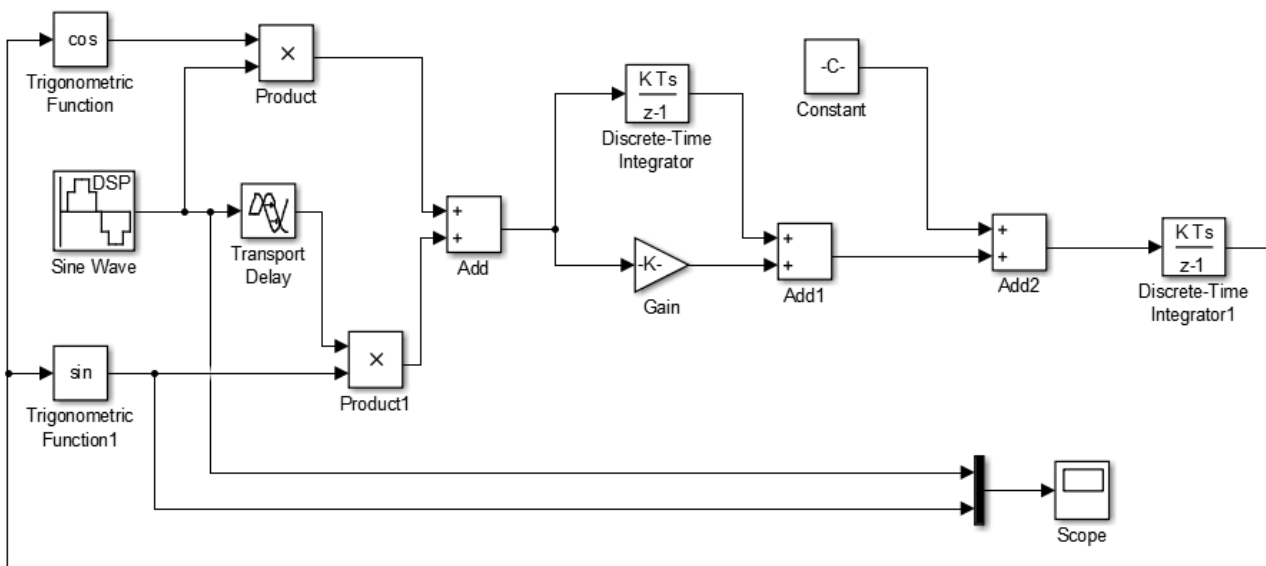 cos
×
Trigonometric
Function
Product
KTs
z-1
-C-
Constant
Discrete-Time
Integrator
DSP
Sine Wave
Transport
Delay
+
+
Add
-K-
Gain
+
+
Add1
+
+
Add2
KTs
z-1
Discrete-Time
Integrator1
sin
Trigonometric
Function1
×
Product1
Scope